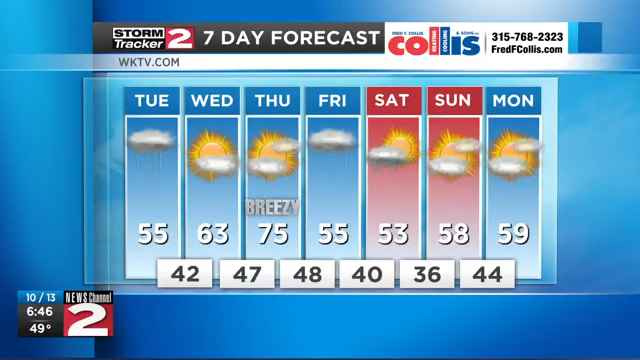 STORM
Tracker 2
7 DAY FORECAST
FRED F. COLLIS
& SONS
collis
HEATING
COOLING
315-768-2323
FredFCollis.com
WKTV.COM
TUE WED THU FRI SAT SUN MON
BREEZY
55 63 75 55 53 58 59
42 47 48 40 36 44
10 / 13
6:46
49°
NEWS Channel
2